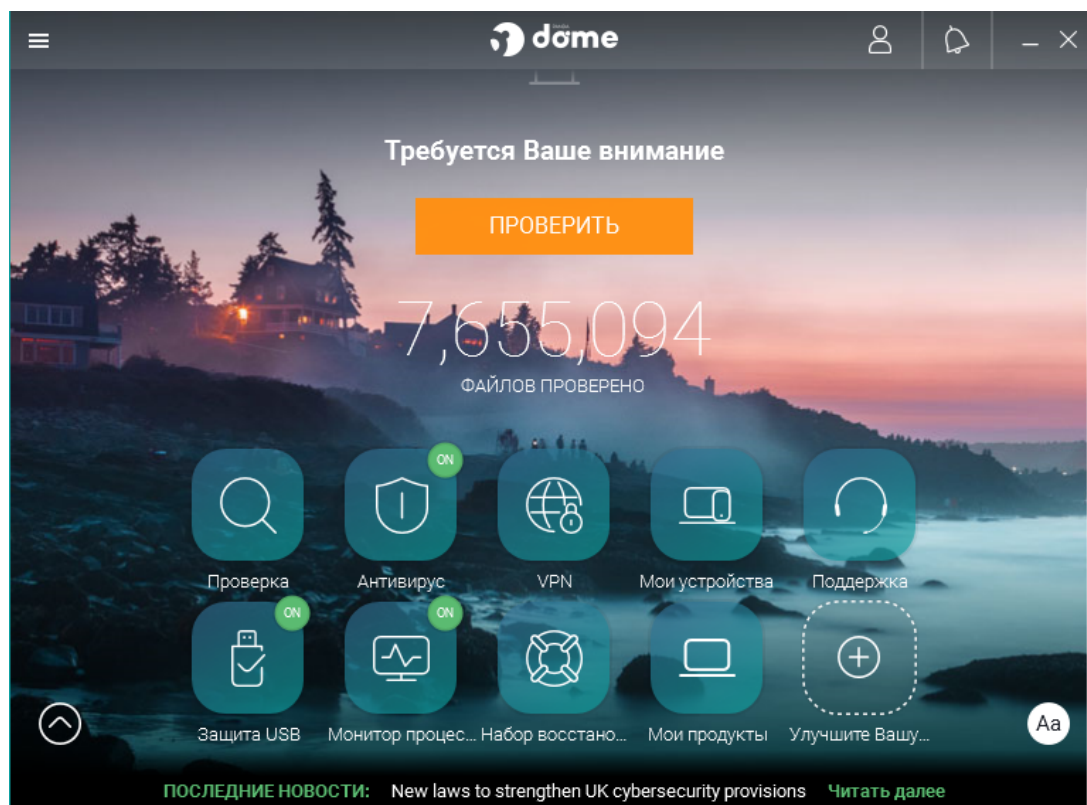 panda
dome
Требуется Ваше внимание
ПРОВЕРИТЬ
7,655,094
ФАЙЛОВ ПРОВЕРЕНО
ON
Проверка Антивирус VPN Мои устройства Поддержка
ON ON
Защита USB Монитор процес... Набор восстано... Мои продукты Улучшите Вашу...
Aa
ПОСЛЕДНИЕ НОВОСТИ: New laws to strengthen UK cybersecurity provisions Читать далее